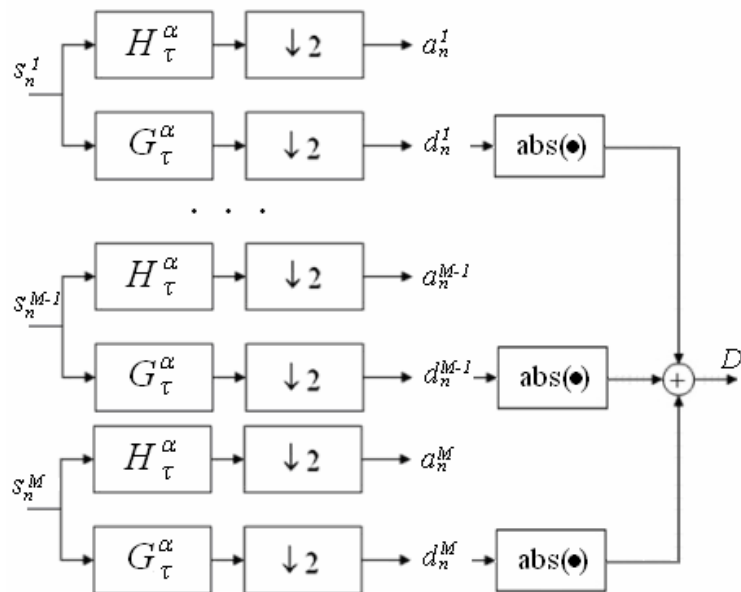 s_n^1 H_τ^α ↓2 a_n^1
G_τ^α ↓2 d_n^1 abs(●)
. . .
s_n^{M-1} H_τ^α ↓2 a_n^{M-1}
G_τ^α ↓2 d_n^{M-1} abs(●) + D
s_n^M H_τ^α ↓2 a_n^M
G_τ^α ↓2 d_n^M abs(●)